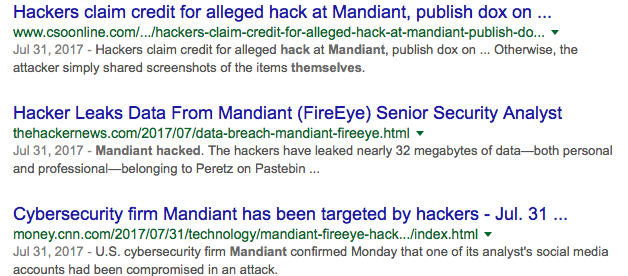 Hackers claim credit for alleged hack at Mandiant, publish dox on ...
www.csoonline.com/.../hackers-claim-credit-for-alleged-hack-at-mandiant-publish-do...
Jul 31, 2017 - Hackers claim credit for alleged hack at Mandiant, publish dox on ... Otherwise, the
attacker simply shared screenshots of the items themselves.
Hacker Leaks Data From Mandiant (FireEye) Senior Security Analyst
thehackernews.com/2017/07/data-breach-mandiant-fireeye.html
Jul 31, 2017 - Mandiant hacked. The hackers have leaked nearly 32 megabytes of data—both personal
and professional—belonging to Peretz on Pastebin ...
Cybersecurity firm Mandiant has been targeted by hackers - Jul. 31 ...
money.cnn.com/2017/07/31/technology/mandiant-fireeye-hack.../index.html
Jul 31, 2017 - U.S. cybersecurity firm Mandiant confirmed Monday that one of its analyst's social media
accounts had been compromised in an attack.